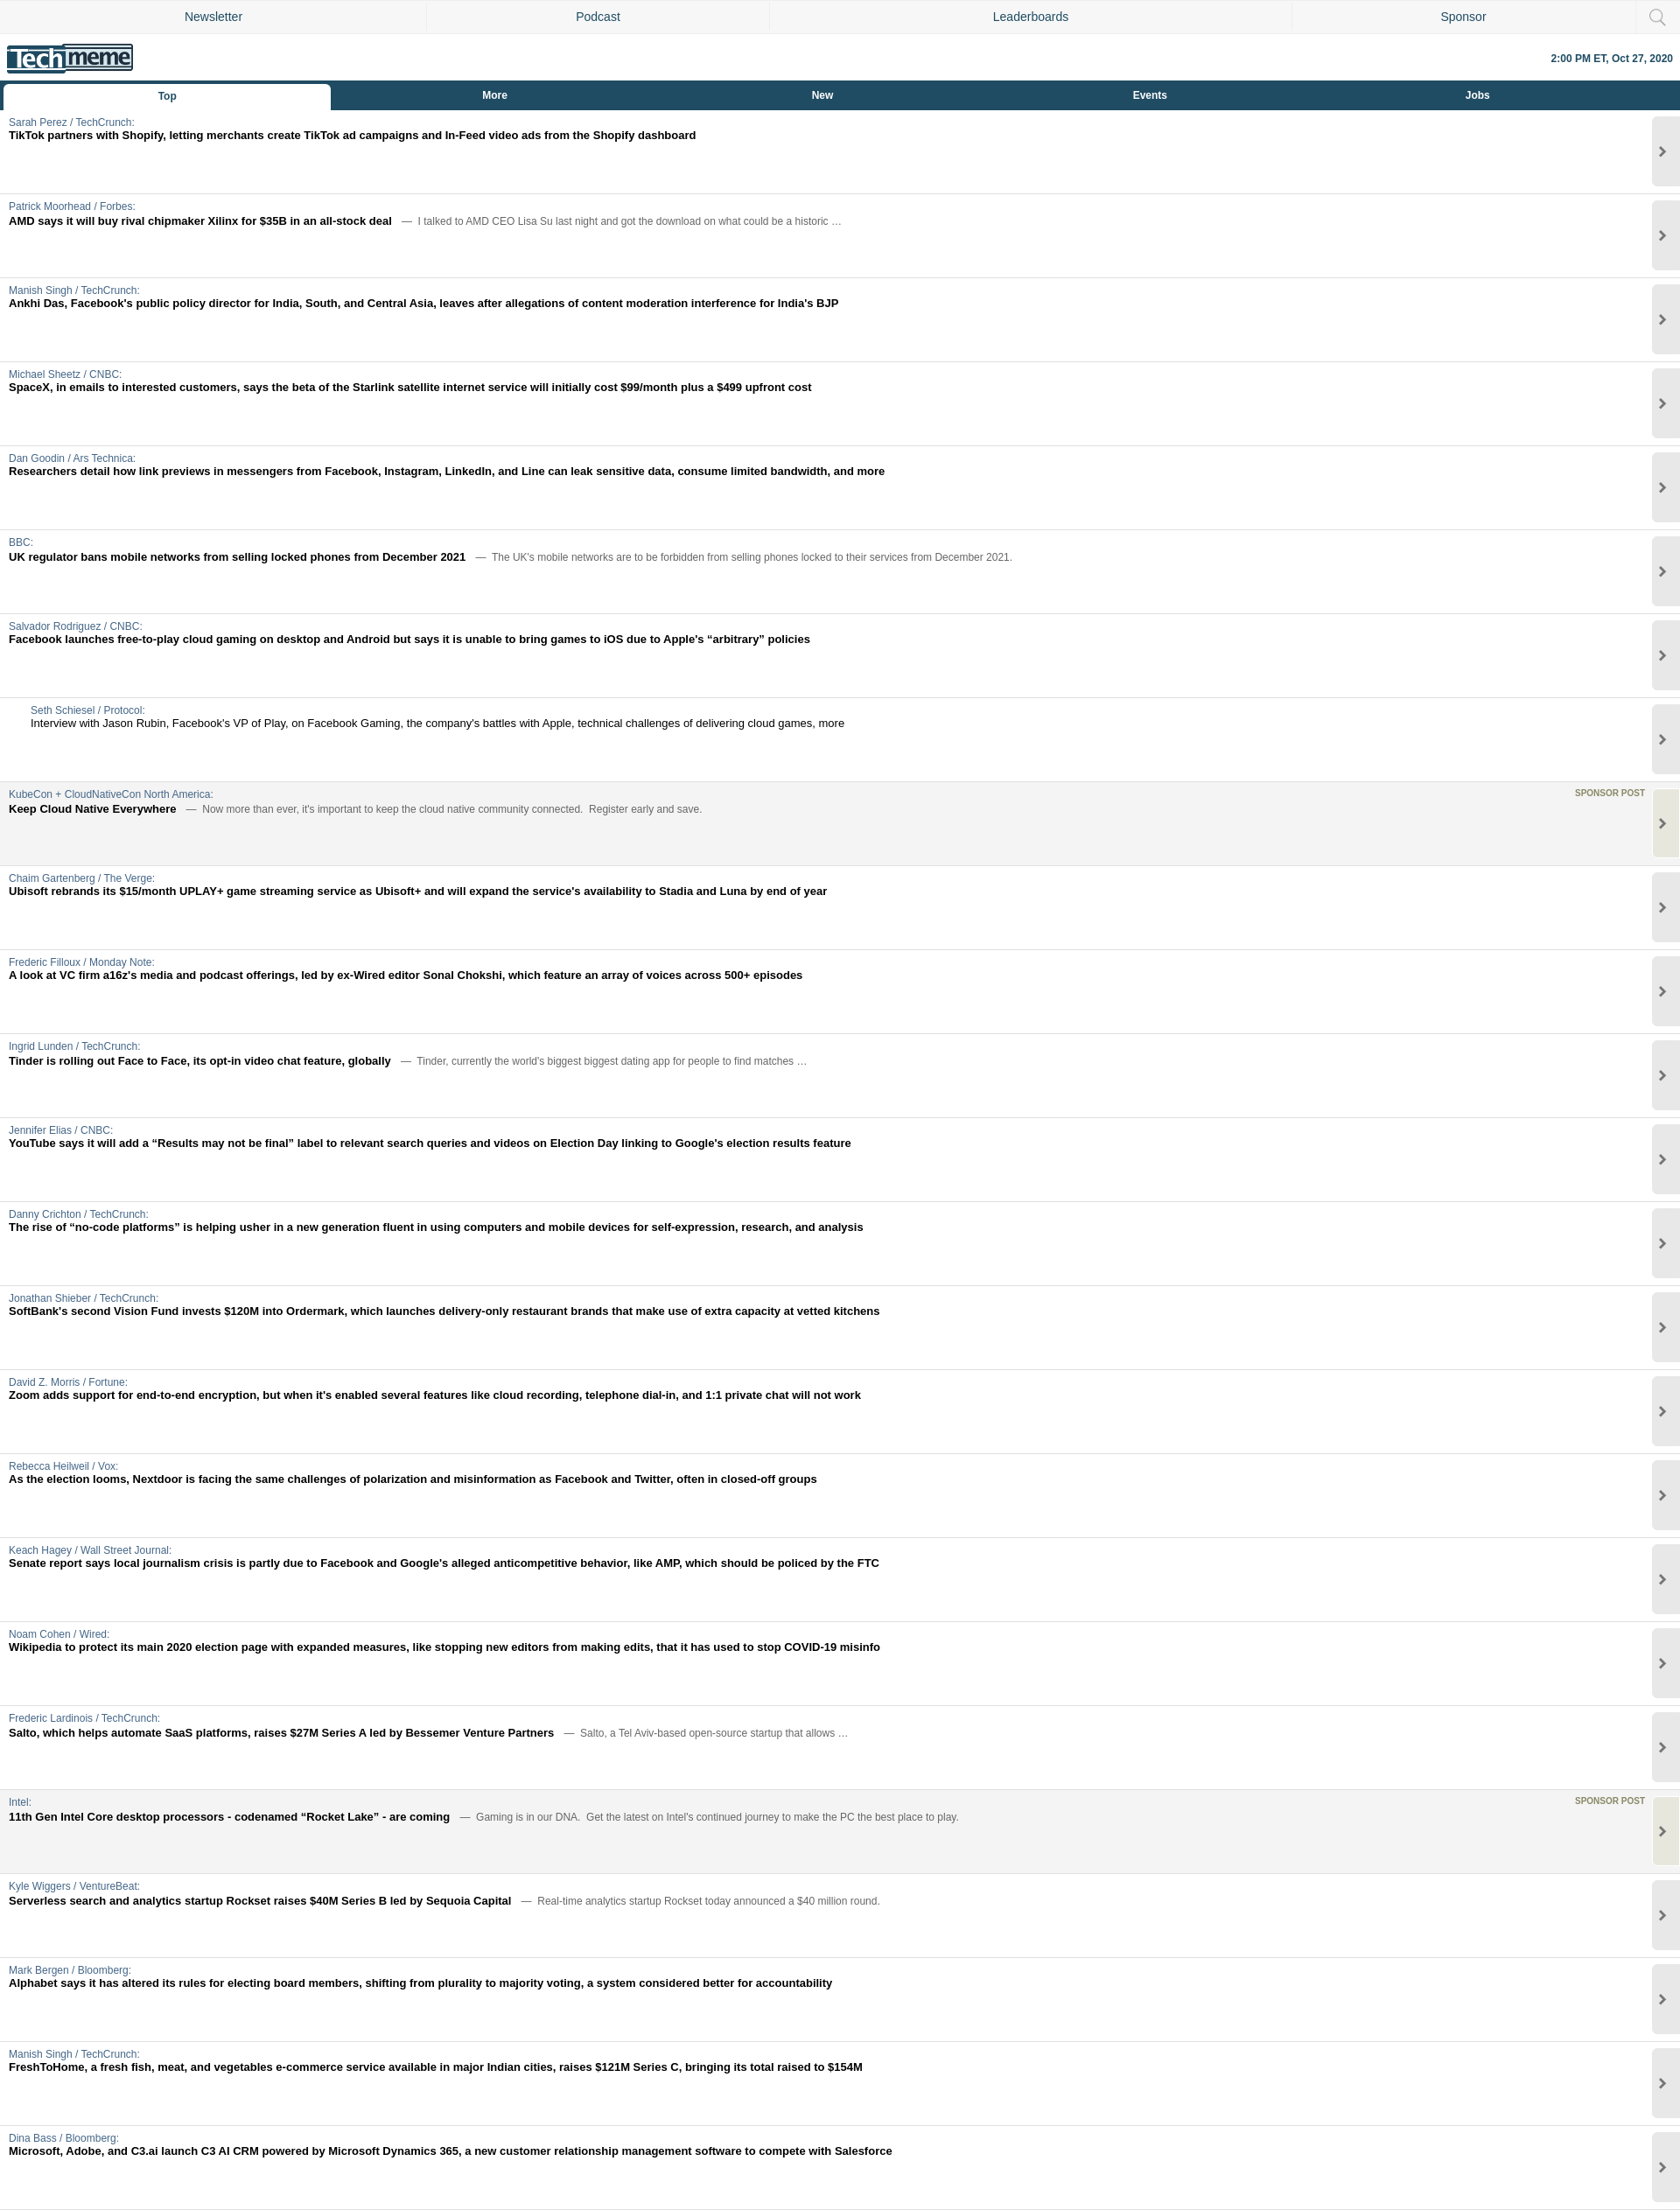 Newsletter
Podcast
Leaderboards
Sponsor
Techmeme
2:00 PM ET, Oct 27, 2020
Top
More
New
Events
Jobs
Sarah Perez / TechCrunch:
TikTok partners with Shopify, letting merchants create TikTok ad campaigns and In-Feed video ads from the Shopify dashboard
Patrick Moorhead / Forbes:
AMD says it will buy rival chipmaker Xilinx for $35B in an all-stock deal — I talked to AMD CEO Lisa Su last night and got the download on what could be a historic …
Manish Singh / TechCrunch:
Ankhi Das, Facebook's public policy director for India, South, and Central Asia, leaves after allegations of content moderation interference for India's BJP
Michael Sheetz / CNBC:
SpaceX, in emails to interested customers, says the beta of the Starlink satellite internet service will initially cost $99/month plus a $499 upfront cost
Dan Goodin / Ars Technica:
Researchers detail how link previews in messengers from Facebook, Instagram, LinkedIn, and Line can leak sensitive data, consume limited bandwidth, and more
BBC:
UK regulator bans mobile networks from selling locked phones from December 2021 — The UK's mobile networks are to be forbidden from selling phones locked to their services from December 2021.
Salvador Rodriguez / CNBC:
Facebook launches free-to-play cloud gaming on desktop and Android but says it is unable to bring games to iOS due to Apple's “arbitrary” policies
Seth Schiesel / Protocol:
Interview with Jason Rubin, Facebook's VP of Play, on Facebook Gaming, the company's battles with Apple, technical challenges of delivering cloud games, more
KubeCon + CloudNativeCon North America:
SPONSOR POST
Keep Cloud Native Everywhere — Now more than ever, it's important to keep the cloud native community connected. Register early and save.
Chaim Gartenberg / The Verge:
Ubisoft rebrands its $15/month UPLAY+ game streaming service as Ubisoft+ and will expand the service's availability to Stadia and Luna by end of year
Frederic Filloux / Monday Note:
A look at VC firm a16z's media and podcast offerings, led by ex-Wired editor Sonal Chokshi, which feature an array of voices across 500+ episodes
Ingrid Lunden / TechCrunch:
Tinder is rolling out Face to Face, its opt-in video chat feature, globally — Tinder, currently the world's biggest biggest dating app for people to find matches …
Jennifer Elias / CNBC:
YouTube says it will add a “Results may not be final” label to relevant search queries and videos on Election Day linking to Google's election results feature
Danny Crichton / TechCrunch:
The rise of “no-code platforms” is helping usher in a new generation fluent in using computers and mobile devices for self-expression, research, and analysis
Jonathan Shieber / TechCrunch:
SoftBank's second Vision Fund invests $120M into Ordermark, which launches delivery-only restaurant brands that make use of extra capacity at vetted kitchens
David Z. Morris / Fortune:
Zoom adds support for end-to-end encryption, but when it's enabled several features like cloud recording, telephone dial-in, and 1:1 private chat will not work
Rebecca Heilweil / Vox:
As the election looms, Nextdoor is facing the same challenges of polarization and misinformation as Facebook and Twitter, often in closed-off groups
Keach Hagey / Wall Street Journal:
Senate report says local journalism crisis is partly due to Facebook and Google's alleged anticompetitive behavior, like AMP, which should be policed by the FTC
Noam Cohen / Wired:
Wikipedia to protect its main 2020 election page with expanded measures, like stopping new editors from making edits, that it has used to stop COVID-19 misinfo
Frederic Lardinois / TechCrunch:
Salto, which helps automate SaaS platforms, raises $27M Series A led by Bessemer Venture Partners — Salto, a Tel Aviv-based open-source startup that allows …
Intel:
SPONSOR POST
11th Gen Intel Core desktop processors - codenamed “Rocket Lake” - are coming — Gaming is in our DNA. Get the latest on Intel's continued journey to make the PC the best place to play.
Kyle Wiggers / VentureBeat:
Serverless search and analytics startup Rockset raises $40M Series B led by Sequoia Capital — Real-time analytics startup Rockset today announced a $40 million round.
Mark Bergen / Bloomberg:
Alphabet says it has altered its rules for electing board members, shifting from plurality to majority voting, a system considered better for accountability
Manish Singh / TechCrunch:
FreshToHome, a fresh fish, meat, and vegetables e-commerce service available in major Indian cities, raises $121M Series C, bringing its total raised to $154M
Dina Bass / Bloomberg:
Microsoft, Adobe, and C3.ai launch C3 AI CRM powered by Microsoft Dynamics 365, a new customer relationship management software to compete with Salesforce